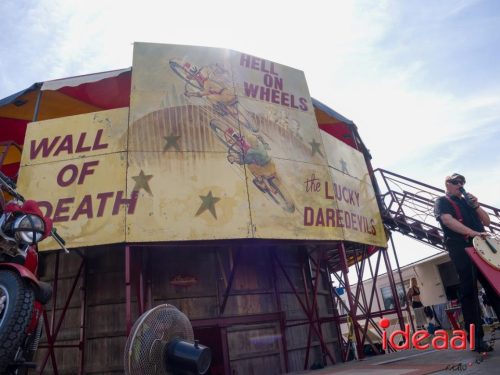 WALL
OF
DEATH
HELL
ON
WHEELS
the LUCKY
DAREDEVILS
ideaal